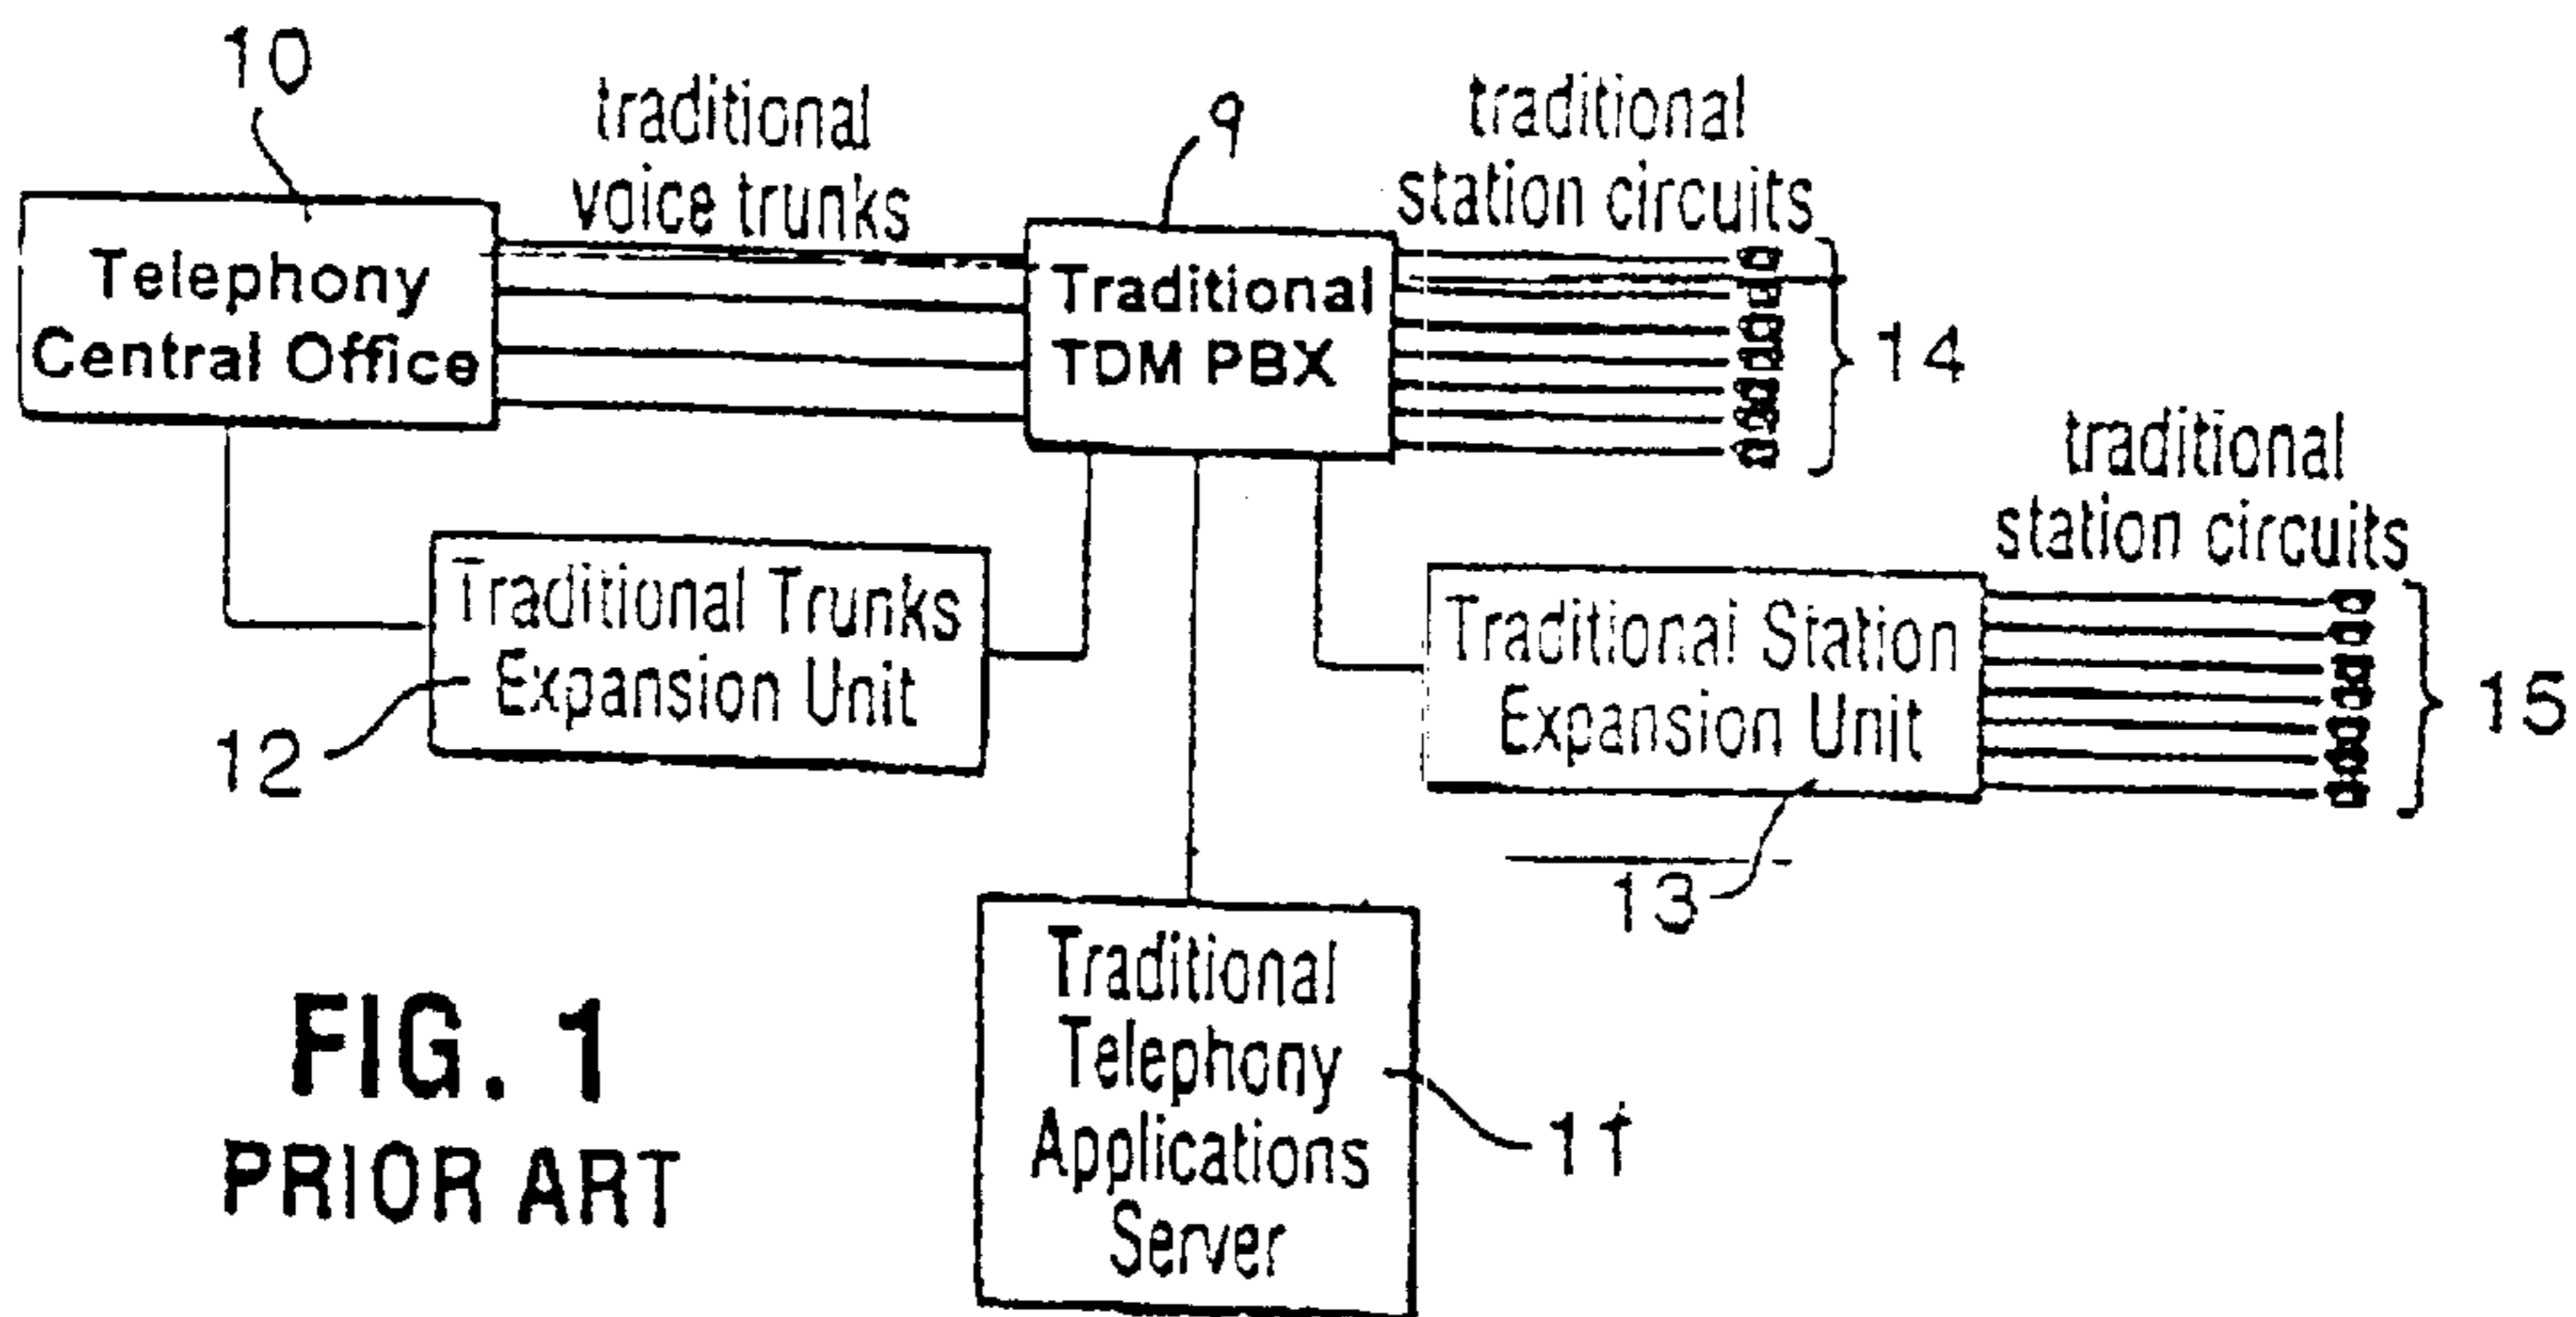 10
traditional
voice trunks
9
traditional
station circuits
Telephony
Central Office
Traditional
TDM PBX
14
traditional
station circuits
Traditional Trunks
Expansion Unit
12
Traditional Station
Expansion Unit
15
13
Traditional
Telephony
Applications
Server
11
FIG. 1
PRIOR ART